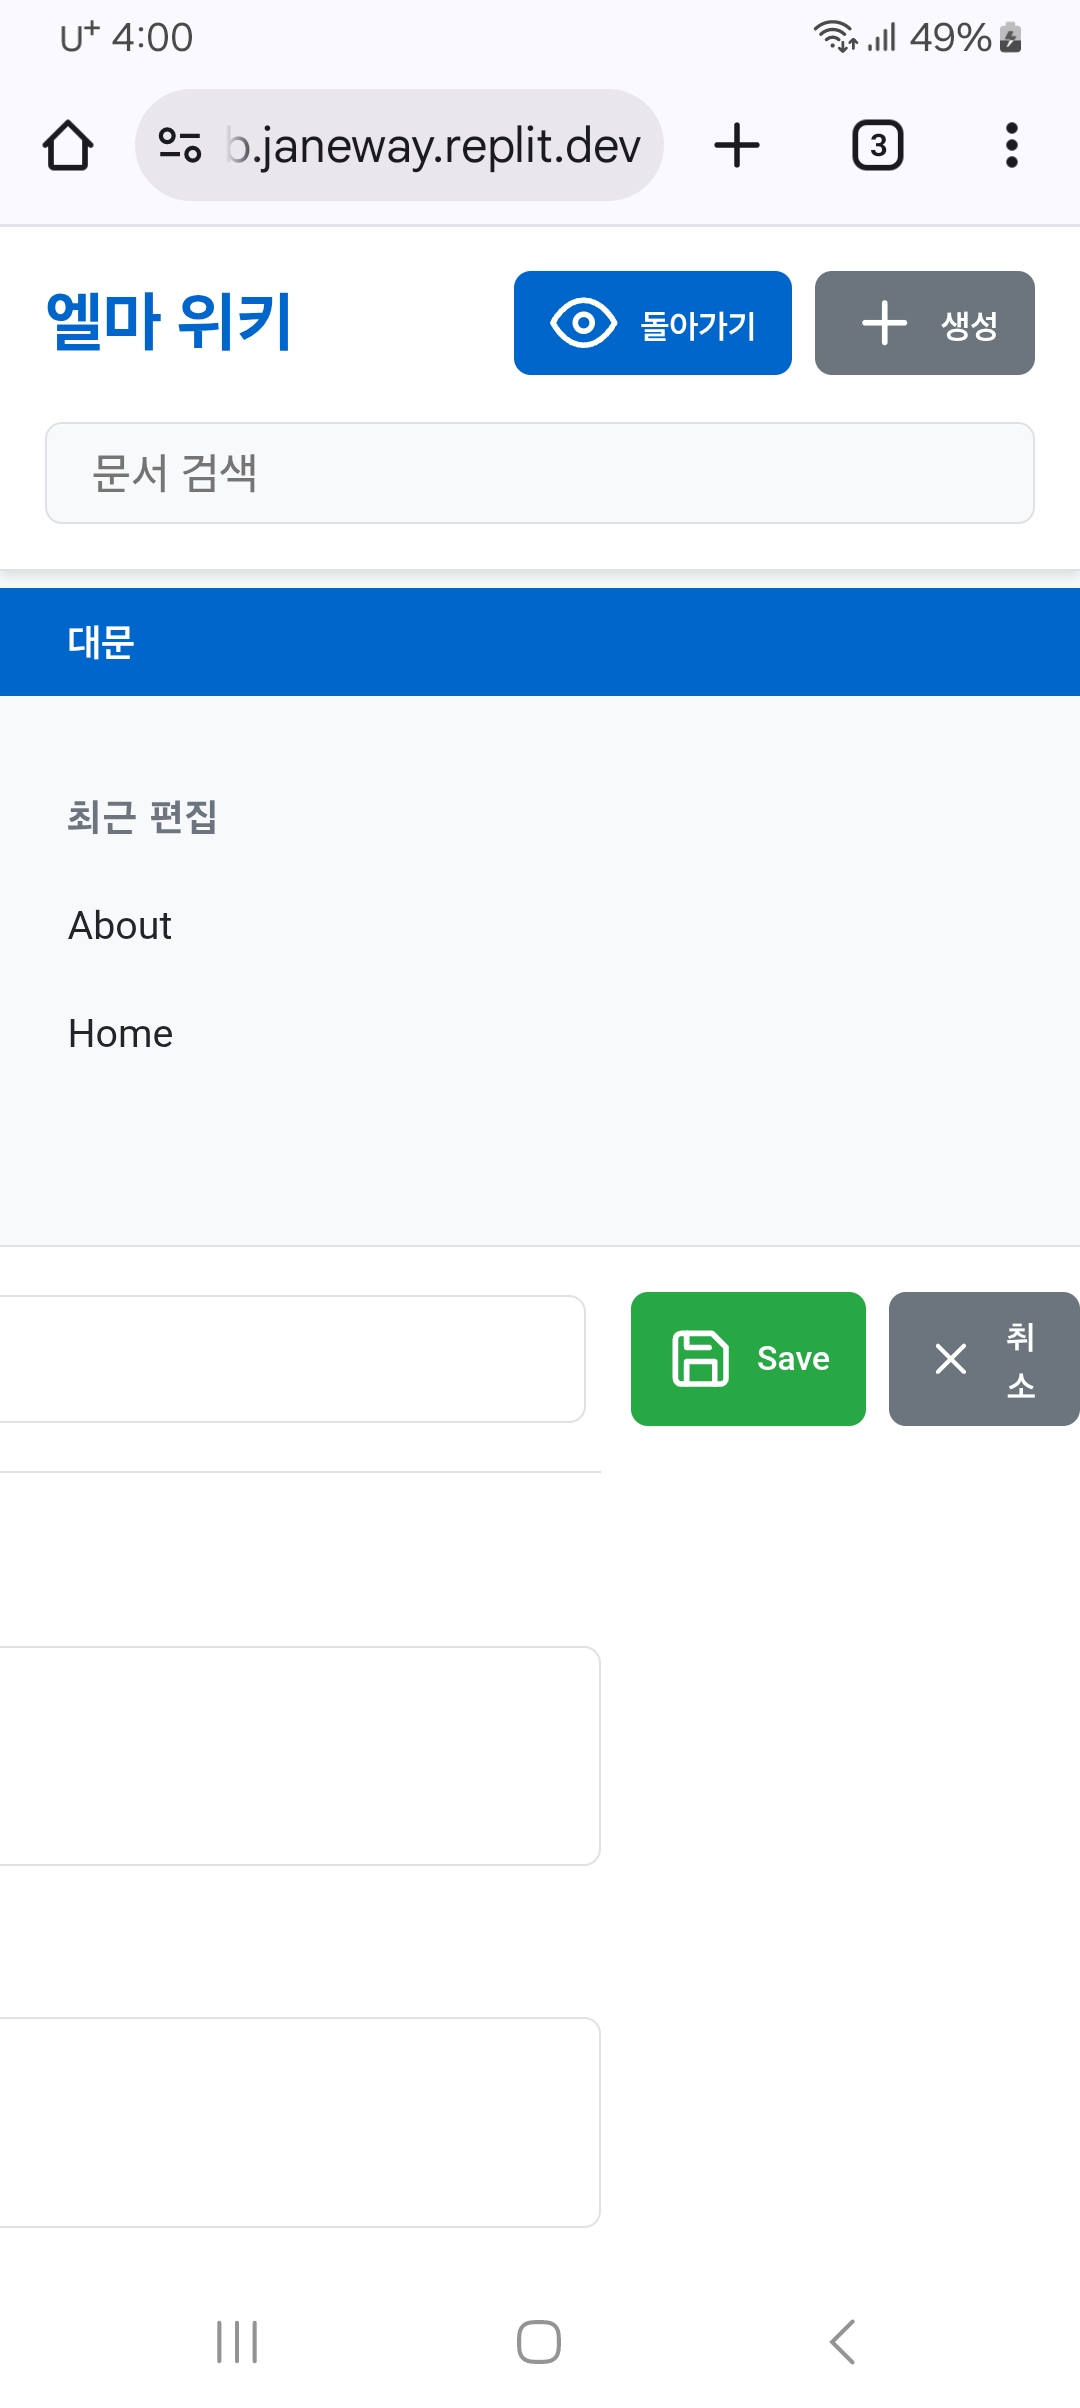 U+ 4:00
49%
b.janeway.replit.dev
3
엘마 위키
돌아가기
생성
문서 검색
대문
최근 편집
About
Home
Save
취
소